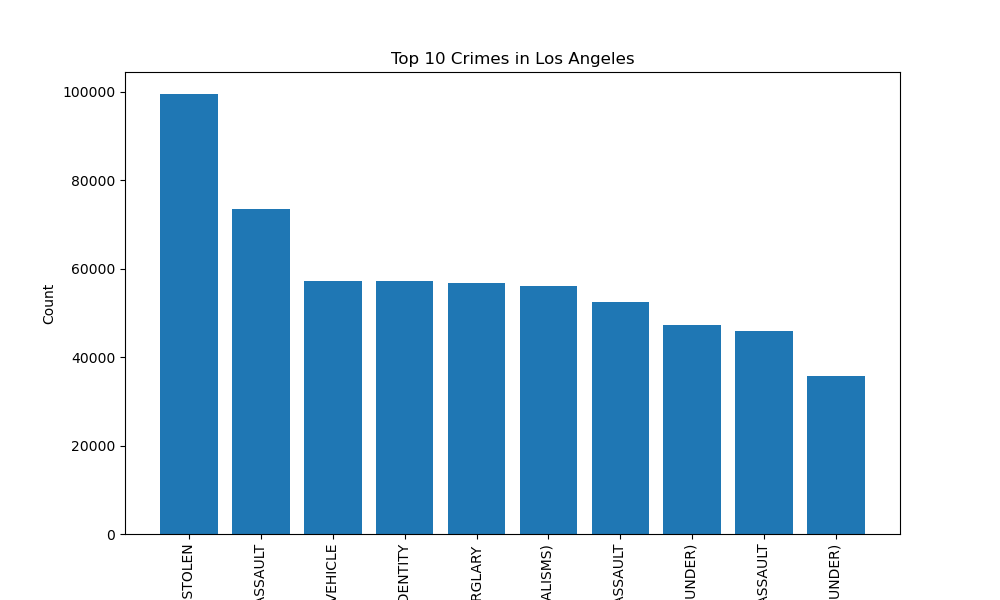 Top 10 Crimes in Los Angeles
Count
100000
80000
60000
40000
20000
0
STOLEN
ASSAULT
VEHICLE
DENTITY
RGLARY
ALISMS)
ASSAULT
UNDER)
ASSAULT
UNDER)